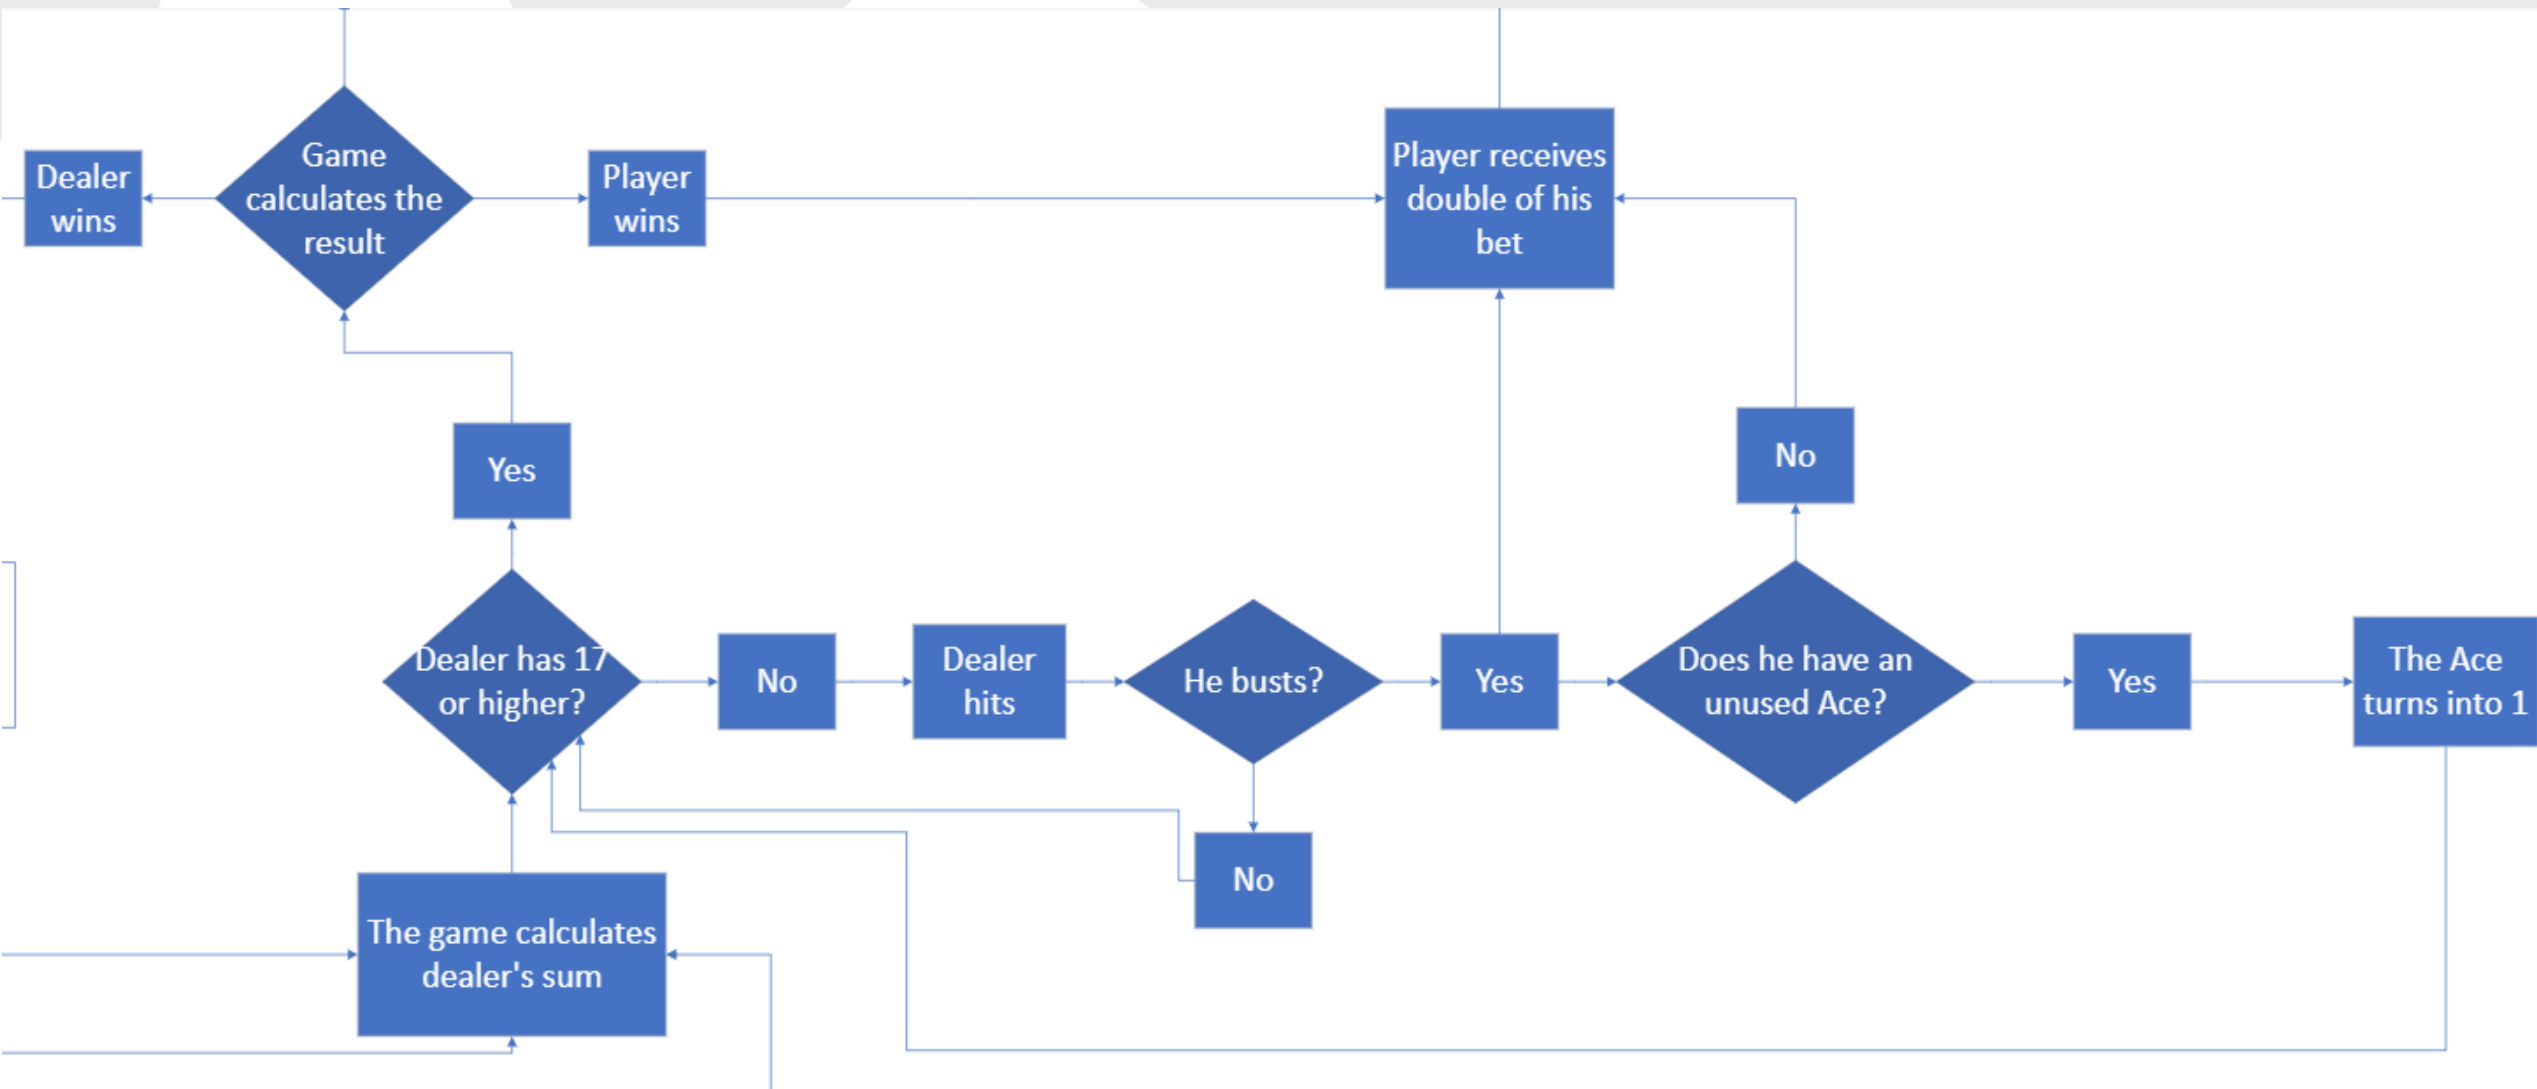 Game
calculates the
result
Dealer
wins
Player
wins
Player receives
double of his
bet
Yes
No
Dealer has 17
or higher?
No
Dealer
hits
He busts?
Yes
Does he have an
unused Ace?
Yes
The Ace
turns into 1
No
The game calculates
dealer's sum